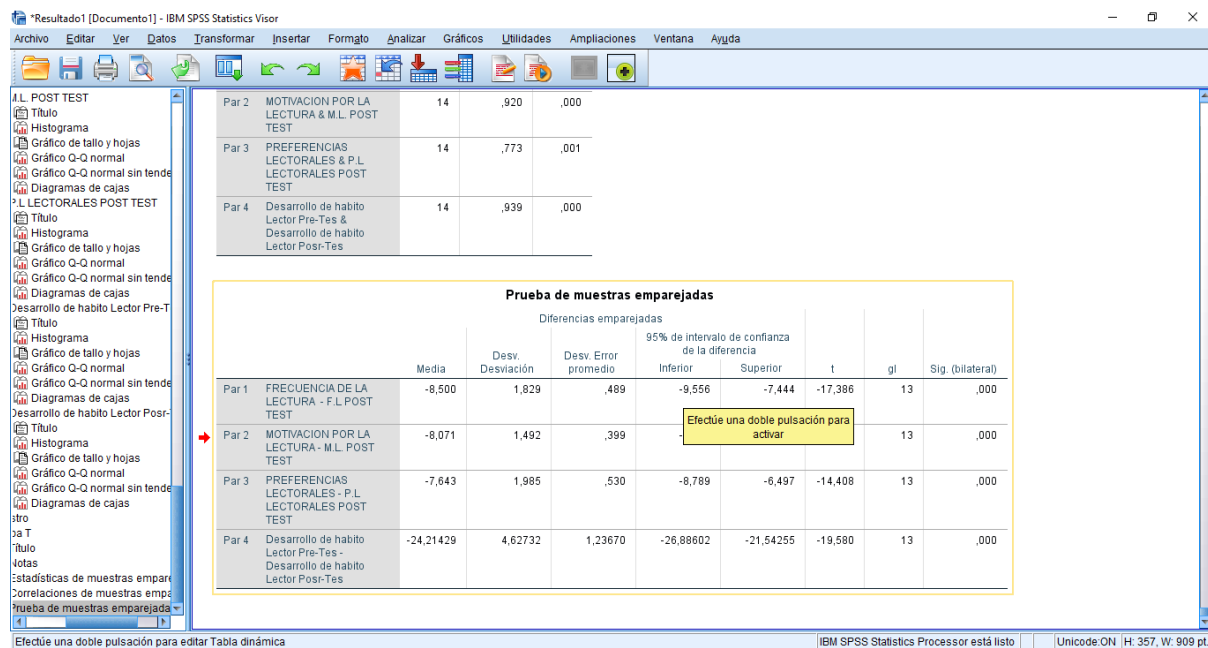 *Resultado1 [Documento1] - IBM SPSS Statistics Visor
Archivo Editar Ver Datos Transformar Insertar Formato Analizar Gráficos Utilidades Ampliaciones Ventana Ayuda
M.L. POST TEST
Título
Histograma
Gráfico de tallo y hojas
Gráfico Q-Q normal
Gráfico Q-Q normal sin tende
Diagramas de cajas
P.L LECTORALES POST TEST
Título
Histograma
Gráfico de tallo y hojas
Gráfico Q-Q normal
Gráfico Q-Q normal sin tende
Diagramas de cajas
Desarrollo de habito Lector Pre-T
Título
Histograma
Gráfico de tallo y hojas
Gráfico Q-Q normal
Gráfico Q-Q normal sin tende
Diagramas de cajas
Desarrollo de habito Lector Posr-
Título
Histograma
Gráfico de tallo y hojas
Gráfico Q-Q normal
Gráfico Q-Q normal sin tende
Diagramas de cajas
stro
ba T
Título
Notas
Estadísticas de muestras empare
Correlaciones de muestras empa
Prueba de muestras emparejada
Par 2 MOTIVACION POR LA 14 ,920 ,000
LECTURA & M.L. POST
TEST
Par 3 PREFERENCIAS 14 ,773 ,001
LECTORALES & P.L
LECTORALES POST
TEST
Par 4 Desarrollo de habito 14 ,939 ,000
Lector Pre-Tes &
Desarrollo de habito
Lector Posr-Tes
Prueba de muestras emparejadas
Diferencias emparejadas
95% de intervalo de confianza
de la diferencia
Desv. Desv. Error
Media Desviación promedio Inferior Superior t gl Sig. (bilateral)
Par 1 FRECUENCIA DE LA -8,500 1,829 ,489 -9,556 -7,444 -17,386 13 ,000
LECTURA - F.L POST
TEST
Efectúe una doble pulsación para
activar
Par 2 MOTIVACION POR LA -8,071 1,492 ,399 - 13 ,000
LECTURA - M.L. POST
TEST
Par 3 PREFERENCIAS -7,643 1,985 ,530 -8,789 -6,497 -14,408 13 ,000
LECTORALES - P.L
LECTORALES POST
TEST
Par 4 Desarrollo de habito -24,21429 4,62732 1,23670 -26,88602 -21,54255 -19,580 13 ,000
Lector Pre-Tes -
Desarrollo de habito
Lector Posr-Tes
Efectúe una doble pulsación para editar Tabla dinámica
IBM SPSS Statistics Processor está listo
Unicode:ON H: 357, W: 909 pt.